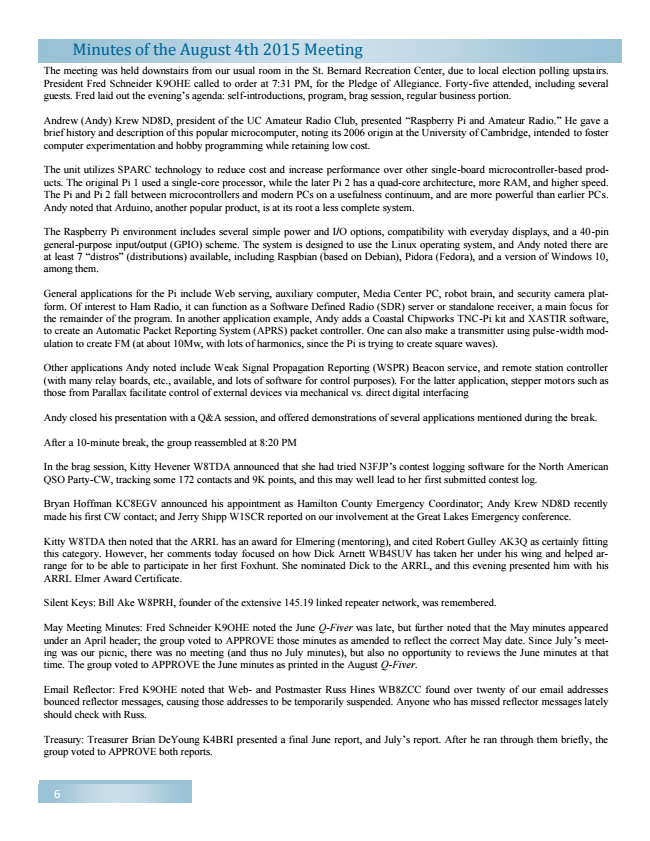 Minutes of the August 4th 2015 Meeting
The meeting was held downstairs from our usual room in the St. Bernard Recreation Center, due to local election polling upstairs.
President Fred Schneider K9OHE called to order at 7:31 PM, for the Pledge of Allegiance. Forty-five attended, including several
guests. Fred laid out the evening's agenda: self-introductions, program, brag session, regular business portion.
Andrew (Andy) Krew ND8D, president of the UC Amateur Radio Club, presented “Raspberry Pi and Amateur Radio.” He gave a
brief history and description of this popular microcomputer, noting its 2006 origin at the University of Cambridge, intended to foster
computer experimentation and hobby programming while retaining low cost.
The unit utilizes SPARC technology to reduce cost and increase performance over other single-board microcontroller-based prod-
ucts. The original Pi 1 used a single-core processor, while the later Pi 2 has a quad-core architecture, more RAM, and higher speed.
The Pi and Pi 2 fall between microcontrollers and modern PCs on a usefulness continuum, and are more powerful than earlier PCs.
Andy noted that Arduino, another popular product, is at its root a less complete system.
The Raspberry Pi environment includes several simple power and I/O options, compatibility with everyday displays, and a 40-pin
general-purpose input/output (GPIO) scheme. The system is designed to use the Linux operating system, and Andy noted there are
at least 7 “distros” (distributions) available, including Raspbian (based on Debian), Pidora (Fedora), and a version of Windows 10,
among them.
General applications for the Pi include Web serving, auxiliary computer, Media Center PC, robot brain, and security camera plat-
form. Of interest to Ham Radio, it can function as a Software Defined Radio (SDR) server or standalone receiver, a main focus for
the remainder of the program. In another application example, Andy adds a Coastal Chipworks TNC-Pi kit and XASTIR software,
to create an Automatic Packet Reporting System (APRS) packet controller. One can also make a transmitter using pulse-width mod-
ulation to create FM (at about 10Mw, with lots of harmonics, since the Pi is trying to create square waves).
Other applications Andy noted include Weak Signal Propagation Reporting (WSPR) Beacon service, and remote station controller
(with many relay boards, etc., available, and lots of software for control purposes). For the latter application, stepper motors such as
those from Parallax facilitate control of external devices via mechanical vs. direct digital interfacing
Andy closed his presentation with a Q&A session, and offered demonstrations of several applications mentioned during the break.
After a 10-minute break, the group reassembled at 8:20 PM
In the brag session, Kitty Hevener W8TDA announced that she had tried N3FJP's contest logging software for the North American
QSO Party-CW, tracking some 172 contacts and 9K points, and this may well lead to her first submitted contest log.
Bryan Hoffman KC8EGV announced his appointment as Hamilton County Emergency Coordinator; Andy Krew ND8D recently
made his first CW contact; and Jerry Shipp W1SCR reported on our involvement at the Great Lakes Emergency conference.
Kitty W8TDA then noted that the ARRL has an award for Elmering (mentoring), and cited Robert Gulley AK3Q as certainly fitting
this category. However, her comments today focused on how Dick Arnett WB4SUV has taken her under his wing and helped ar-
range for to be able to participate in her first Foxhunt. She nominated Dick to the ARRL, and this evening presented him with his
ARRL Elmer Award Certificate.
Silent Keys: Bill Ake W8PRH, founder of the extensive 145.19 linked repeater network, was remembered.
May Meeting Minutes: Fred Schneider K9OHE noted the June Q-Fiver was late, but further noted that the May minutes appeared
under an April header; the group voted to APPROVE those minutes as amended to reflect the correct May date. Since July's meet-
ing was our picnic, there was no meeting (and thus no July minutes), but also no opportunity to reviews the June minutes at that
time. The group voted to APPROVE the June minutes as printed in the August Q-Fiver.
Email Reflector: Fred K9OHE noted that Web- and Postmaster Russ Hines WB8ZCC found over twenty of our email addresses
bounced reflector messages, causing those addresses to be temporarily suspended. Anyone who has missed reflector messages lately
should check with Russ.
Treasury: Treasurer Brian DeYoung K4BRI presented a final June report, and July's report. After he ran through them briefly, the
group voted to APPROVE both reports.
6